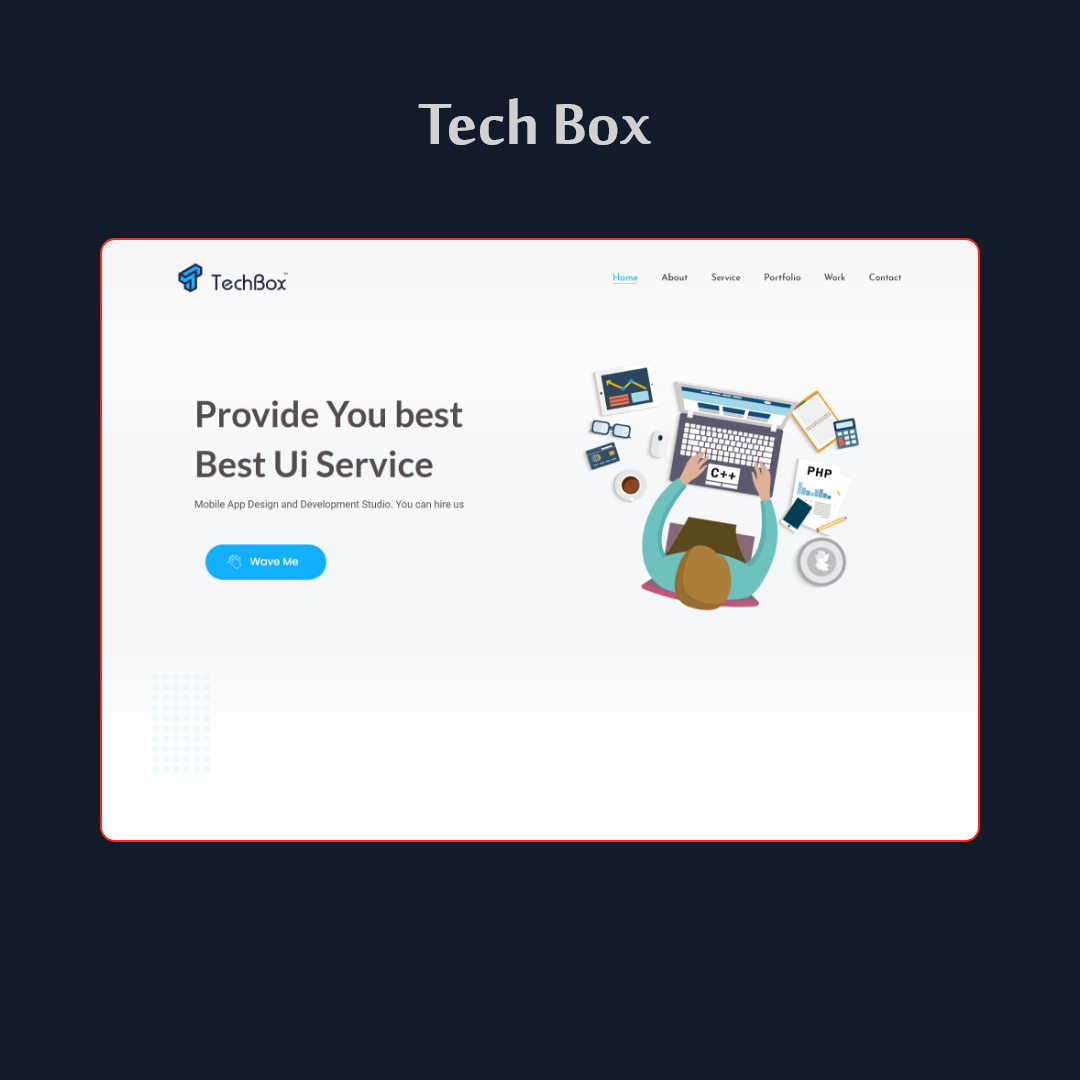 Tech Box
TechBox™
Home About Service Portfolio Work Contact
Provide You best
Best Ui Service
Mobile App Design and Development Studio. You can hire us
Wave Me
C++
PHP